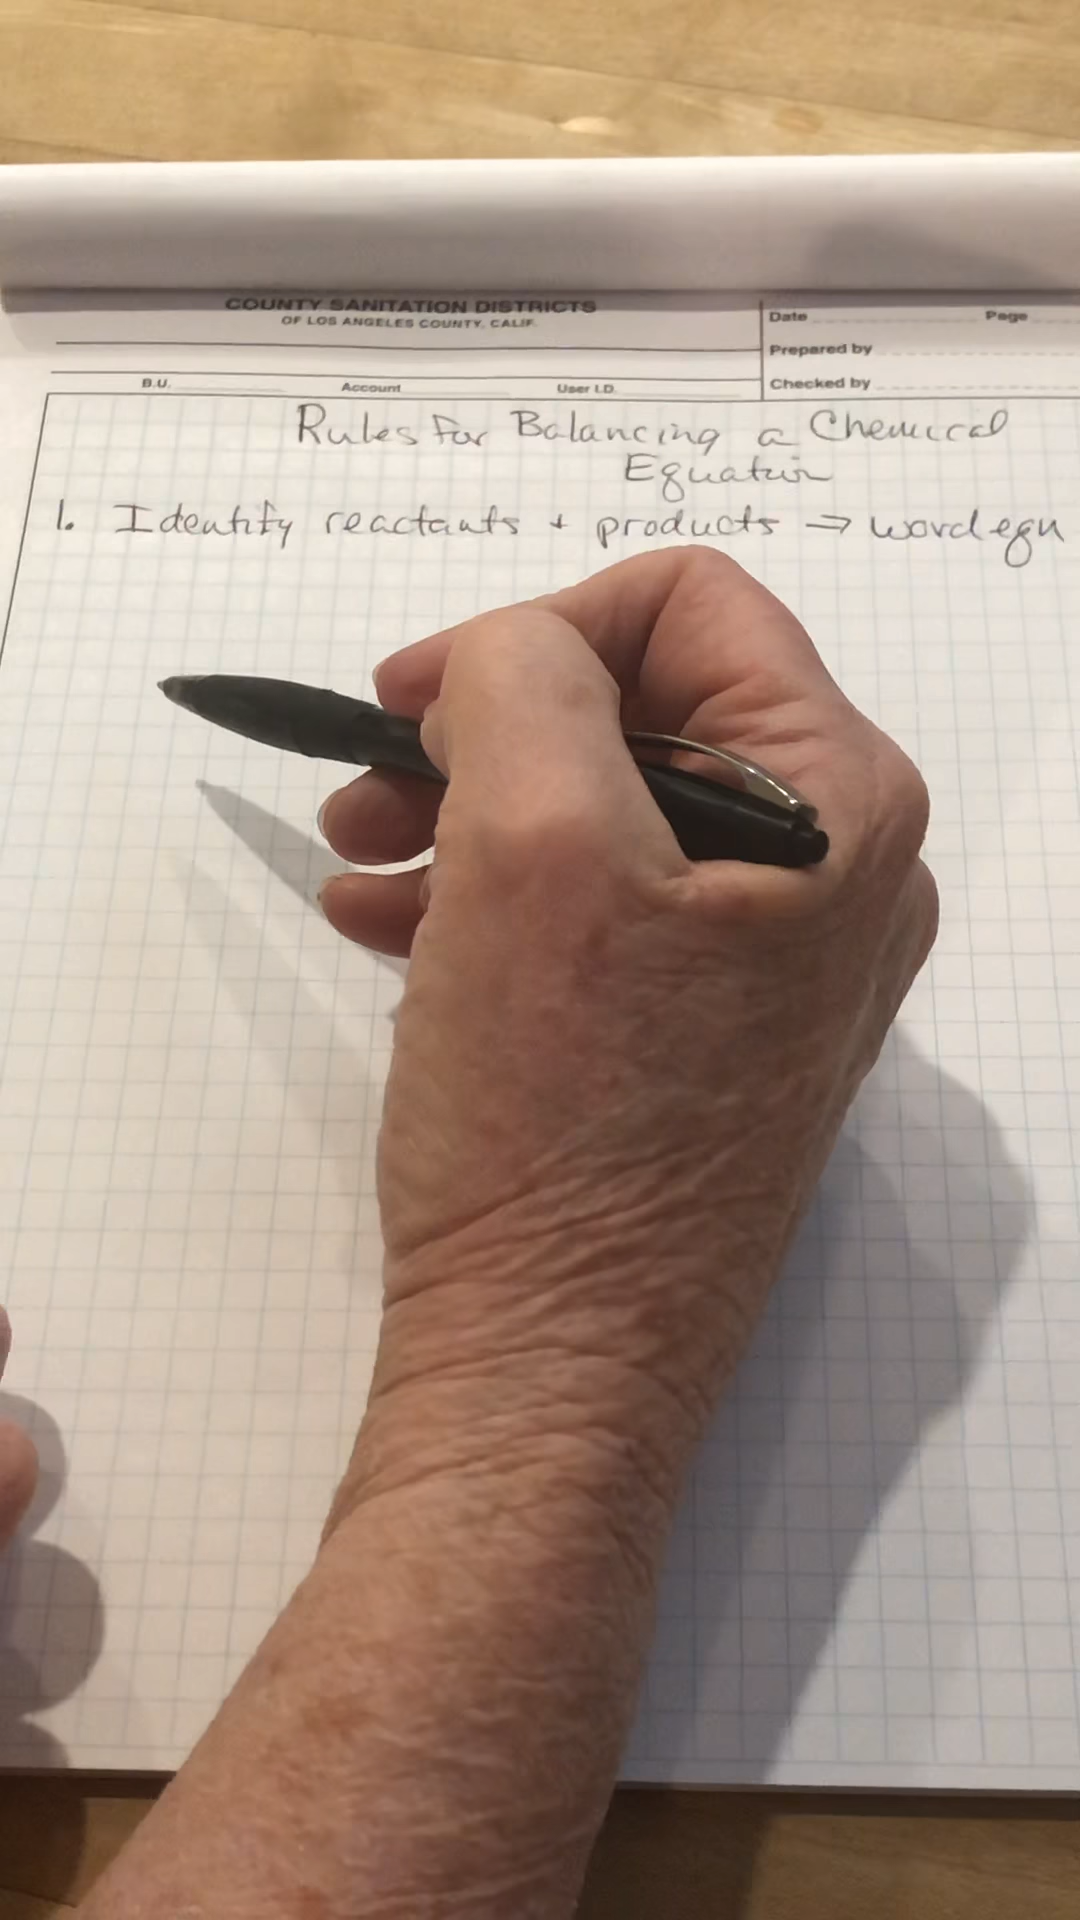 COUNTY SANITATION DISTRICTS
OF LOS ANGELES COUNTY, CALIF.
Date Page
Prepared by
Checked by
B.U. Account User I.D.
Rules for Balancing a Chemical
Equation
1. Identify reactants + products ⇒ word eqn